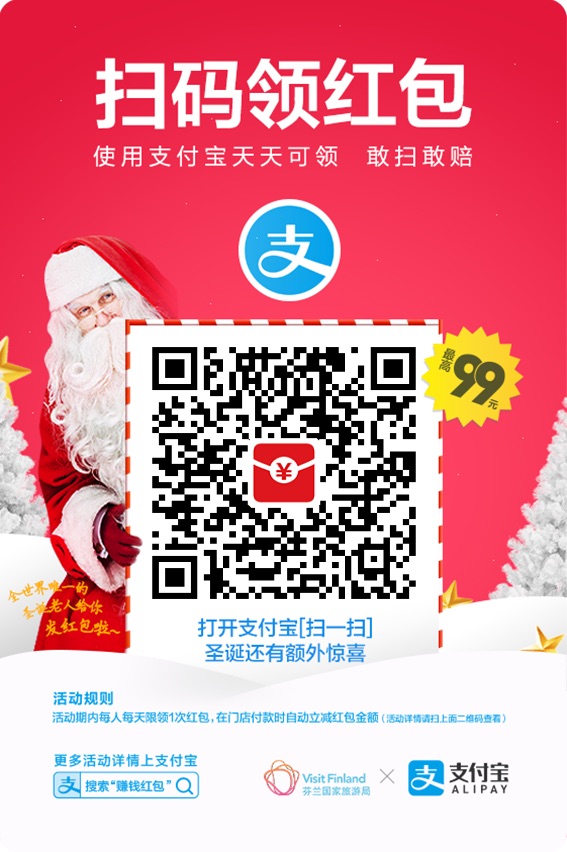 扫码领红包
使用支付宝天天可领 敢扫敢赔
支
最高99元
¥
全世界唯一的
圣诞老人给你
发红包啦~
打开支付宝[扫一扫]
圣诞还有额外惊喜
活动规则
活动期内每人每天限领1次红包,在门店付款时自动立减红包金额(活动详情请扫上面二维码查看)
更多活动详情上支付宝
支 搜索“赚钱红包”
Visit Finland
芬兰国家旅游局
×
支 支付宝
ALIPAY